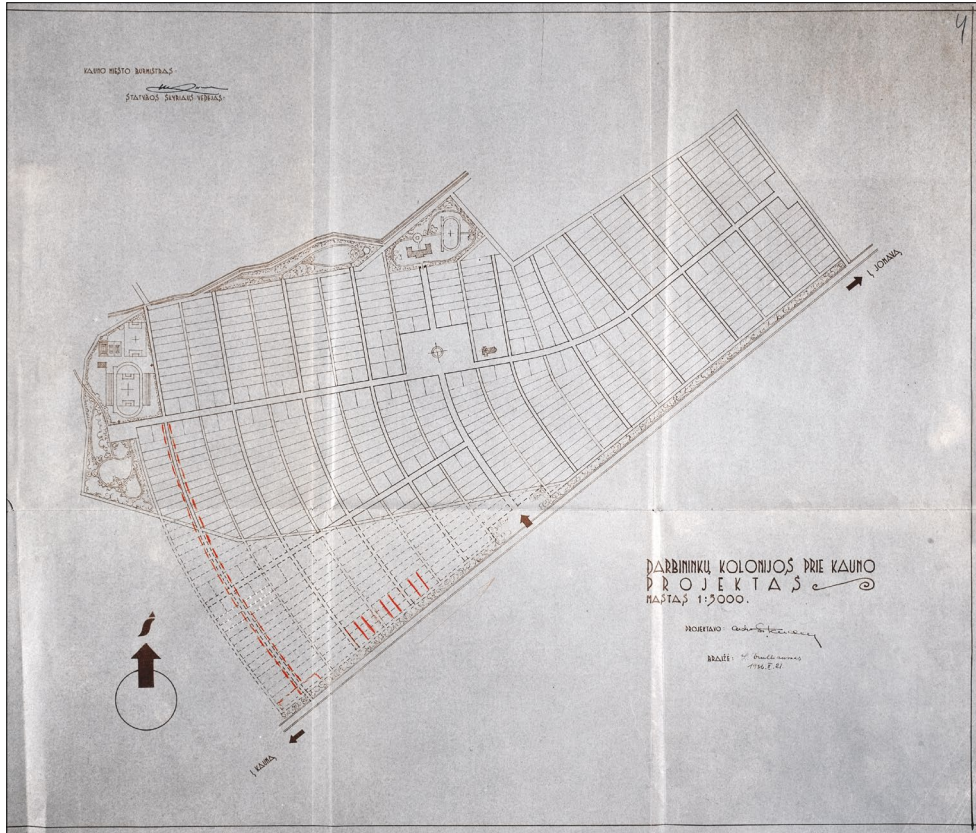 4
KAUNO MIESTO BURMISTRAS
STATYBOS SKYRIAUS VEDĖJAS:
Į JONAVĄ
DARBININKŲ KOLONIJOS PRIE KAUNO
PROJEKTAS
MASTAS 1:5000.
PROJEKTAVO:
BRAIŽĖ:
Š
Į KAUNĄ